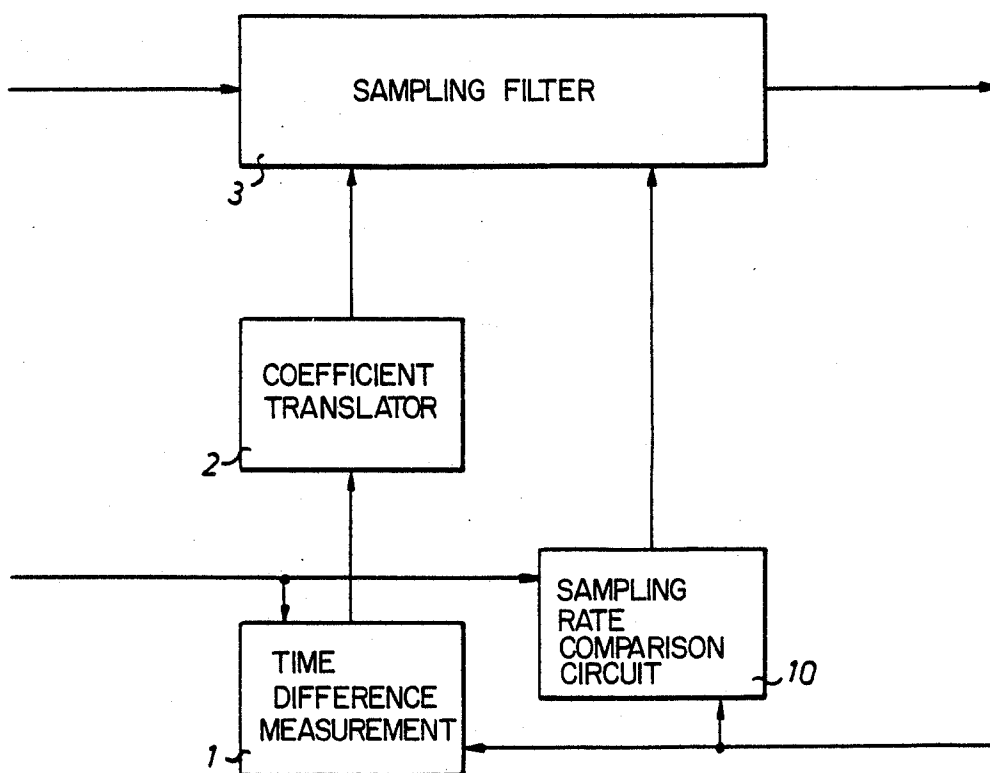 SAMPLING FILTER
3
COEFFICIENT
TRANSLATOR
2
SAMPLING
RATE
COMPARISON
CIRCUIT
10
TIME
DIFFERENCE
MEASUREMENT
1